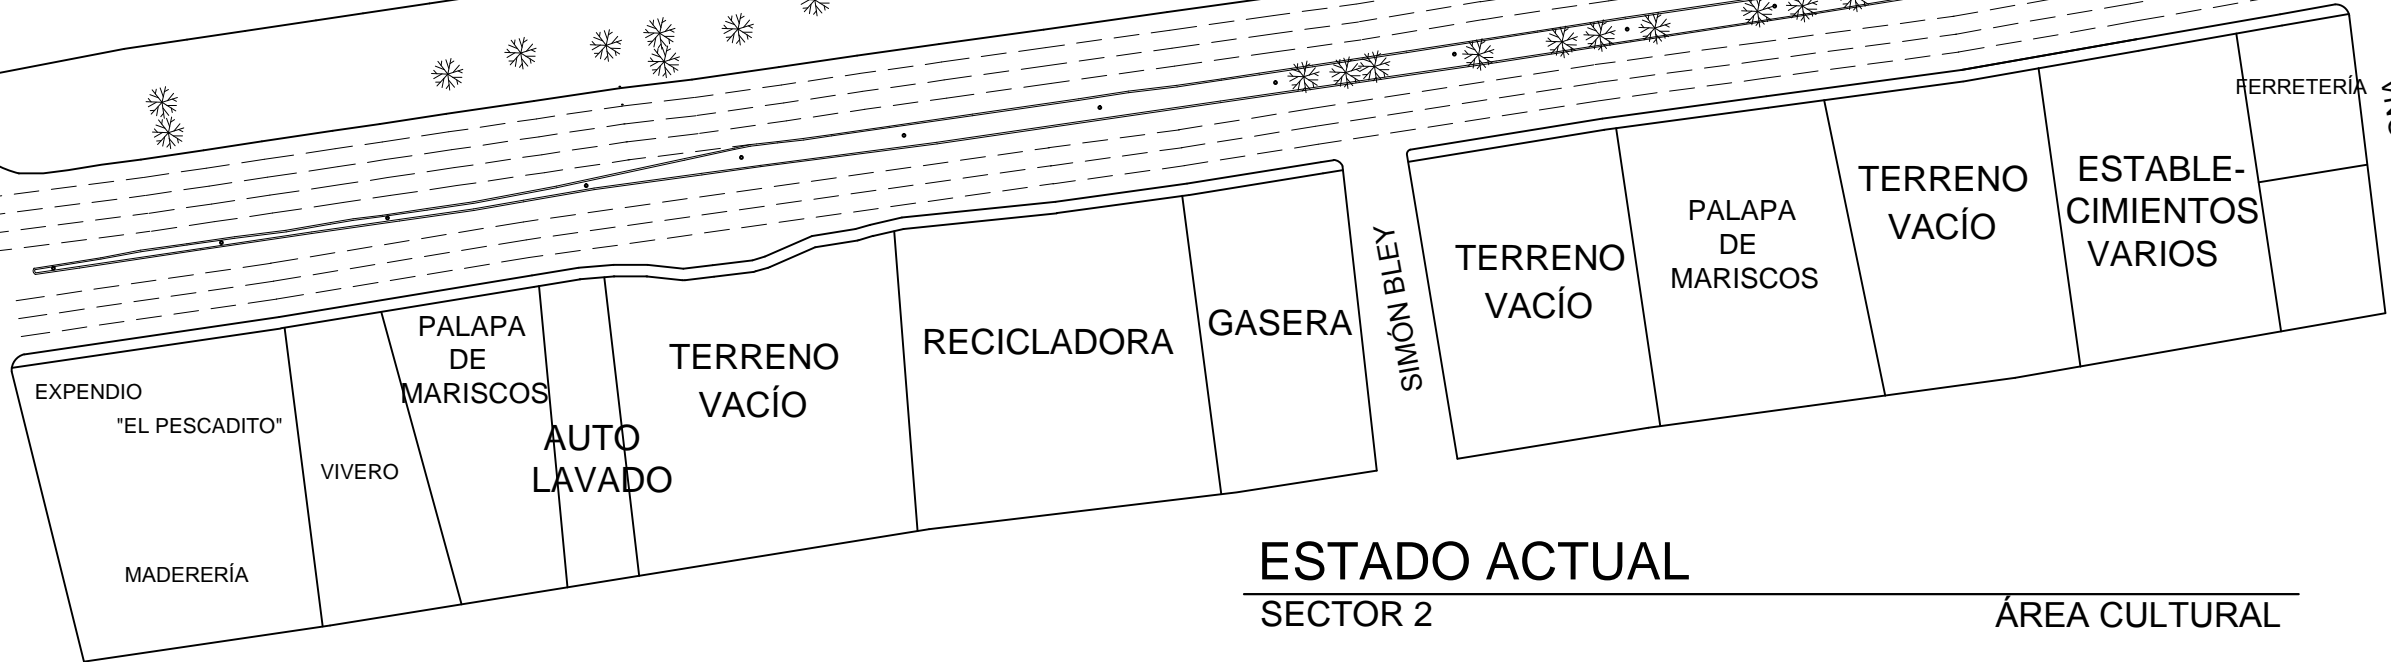 EXPENDIO
"EL PESCADITO"
MADERERÍA
VIVERO
PALAPA
DE
MARISCOS
AUTO
LAVADO
TERRENO
VACÍO
RECICLADORA
GASERA
SIMÓN BLEY
TERRENO
VACÍO
PALAPA
DE
MARISCOS
TERRENO
VACÍO
ESTABLE-
CIMIENTOS
VARIOS
FERRETERÍA
ESTADO ACTUAL
SECTOR 2
ÁREA CULTURAL